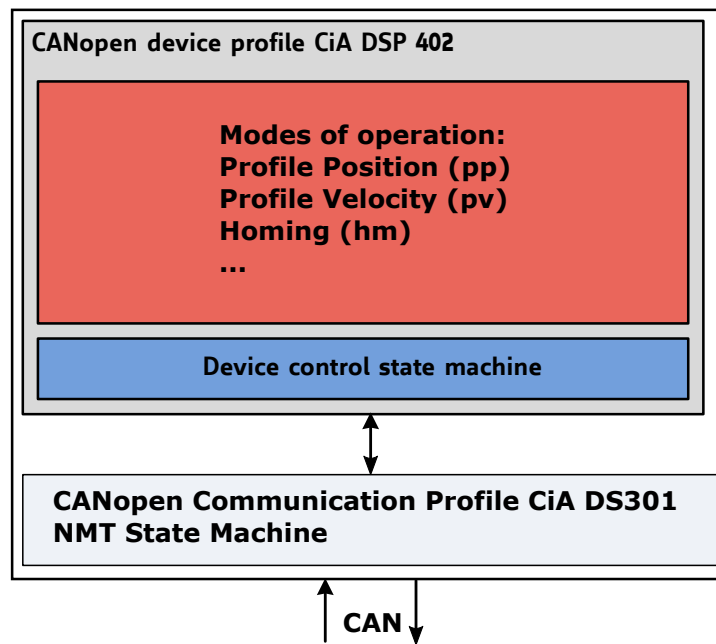 CANopen device profile CiA DSP 402
Modes of operation:
Profile Position (pp)
Profile Velocity (pv)
Homing (hm)
...
Device control state machine
CANopen Communication Profile CiA DS301
NMT State Machine
CAN